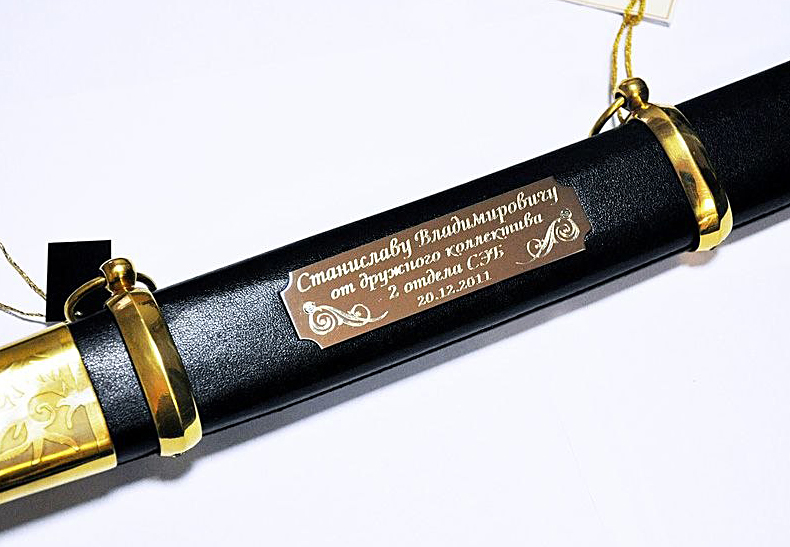 Станиславу Владимировичу
от дружного коллектива
2 отдела СЭБ
20.12.2011